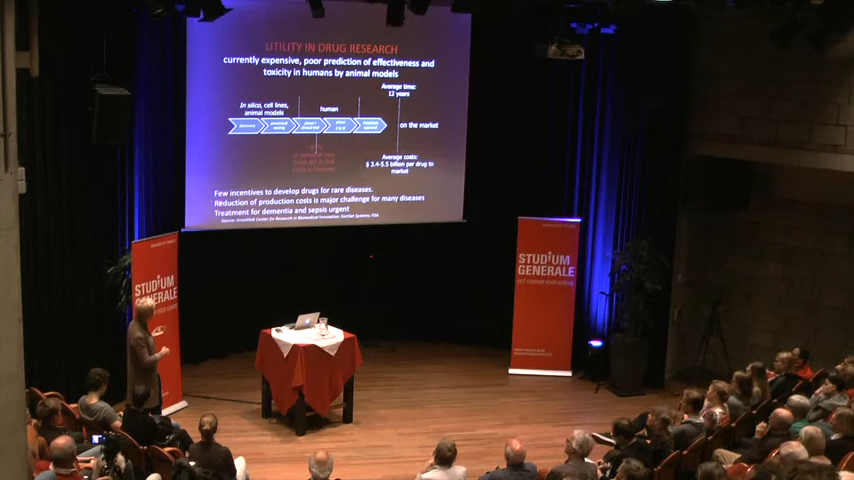 UTILITY IN DRUG RESEARCH
currently expensive, poor prediction of effectiveness and
toxicity in humans by animal models
Average time:
12 years
In silico, cell lines,
animal models
human
on the market
Average costs:
$ 3.4-5.5 billion per drug to
market
Few incentives to develop drugs for rare diseases.
Reduction of production costs is major challenge for many diseases
Treatment for dementia and sepsis urgent
STUDIUM
GENERALE
STUDIUM
GENERALE